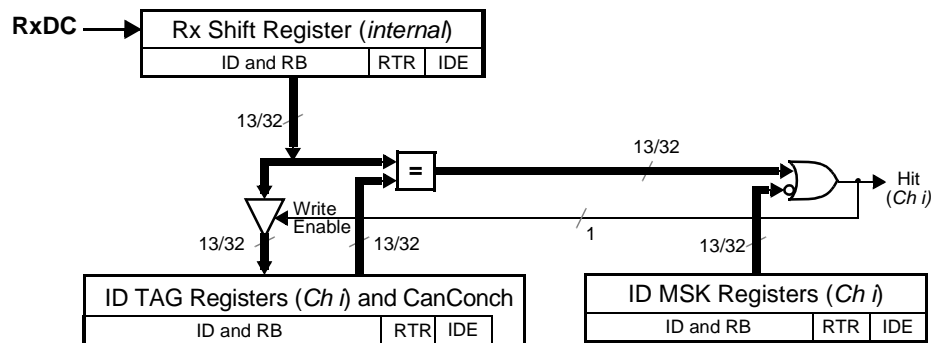 RxDC
Rx Shift Register (internal)
ID and RB RTR IDE
13/32
13/32
=
Hit
(Ch i)
Write
Enable
1
13/32 13/32 13/32
ID TAG Registers (Ch i) and CanConch
ID and RB RTR IDE
ID MSK Registers (Ch i)
ID and RB RTR IDE